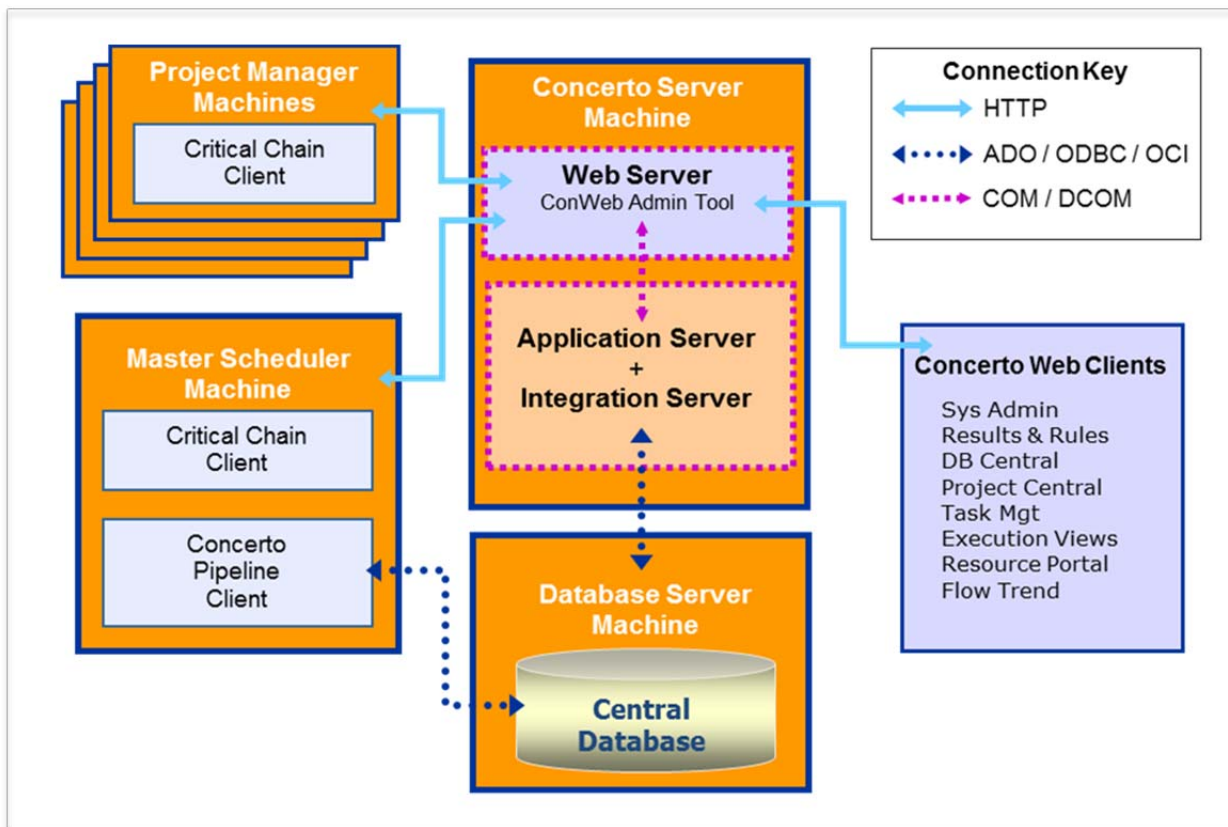 Project Manager
Machines
Critical Chain
Client
Master Scheduler
Machine
Critical Chain
Client
Concerto
Pipeline
Client
Concerto Server
Machine
Web Server
ConWeb Admin Tool
Application Server
+
Integration Server
Database Server
Machine
Central
Database
Connection Key
HTTP
ADO / ODBC / OCI
COM / DCOM
Concerto Web Clients
Sys Admin
Results & Rules
DB Central
Project Central
Task Mgt
Execution Views
Resource Portal
Flow Trend